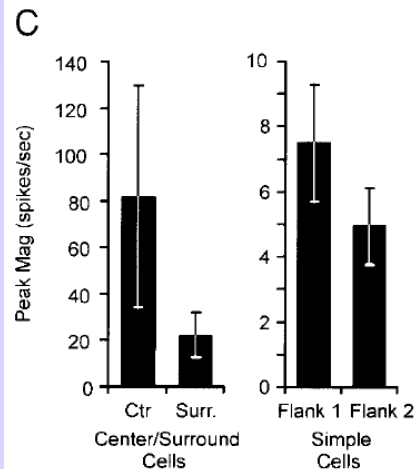 C
Peak Mag (spikes/sec)
140
120
100
80
60
40
20
0
Ctr Surr.
Center/Surround
Cells
10
8
6
4
2
0
Flank 1 Flank 2
Simple
Cells